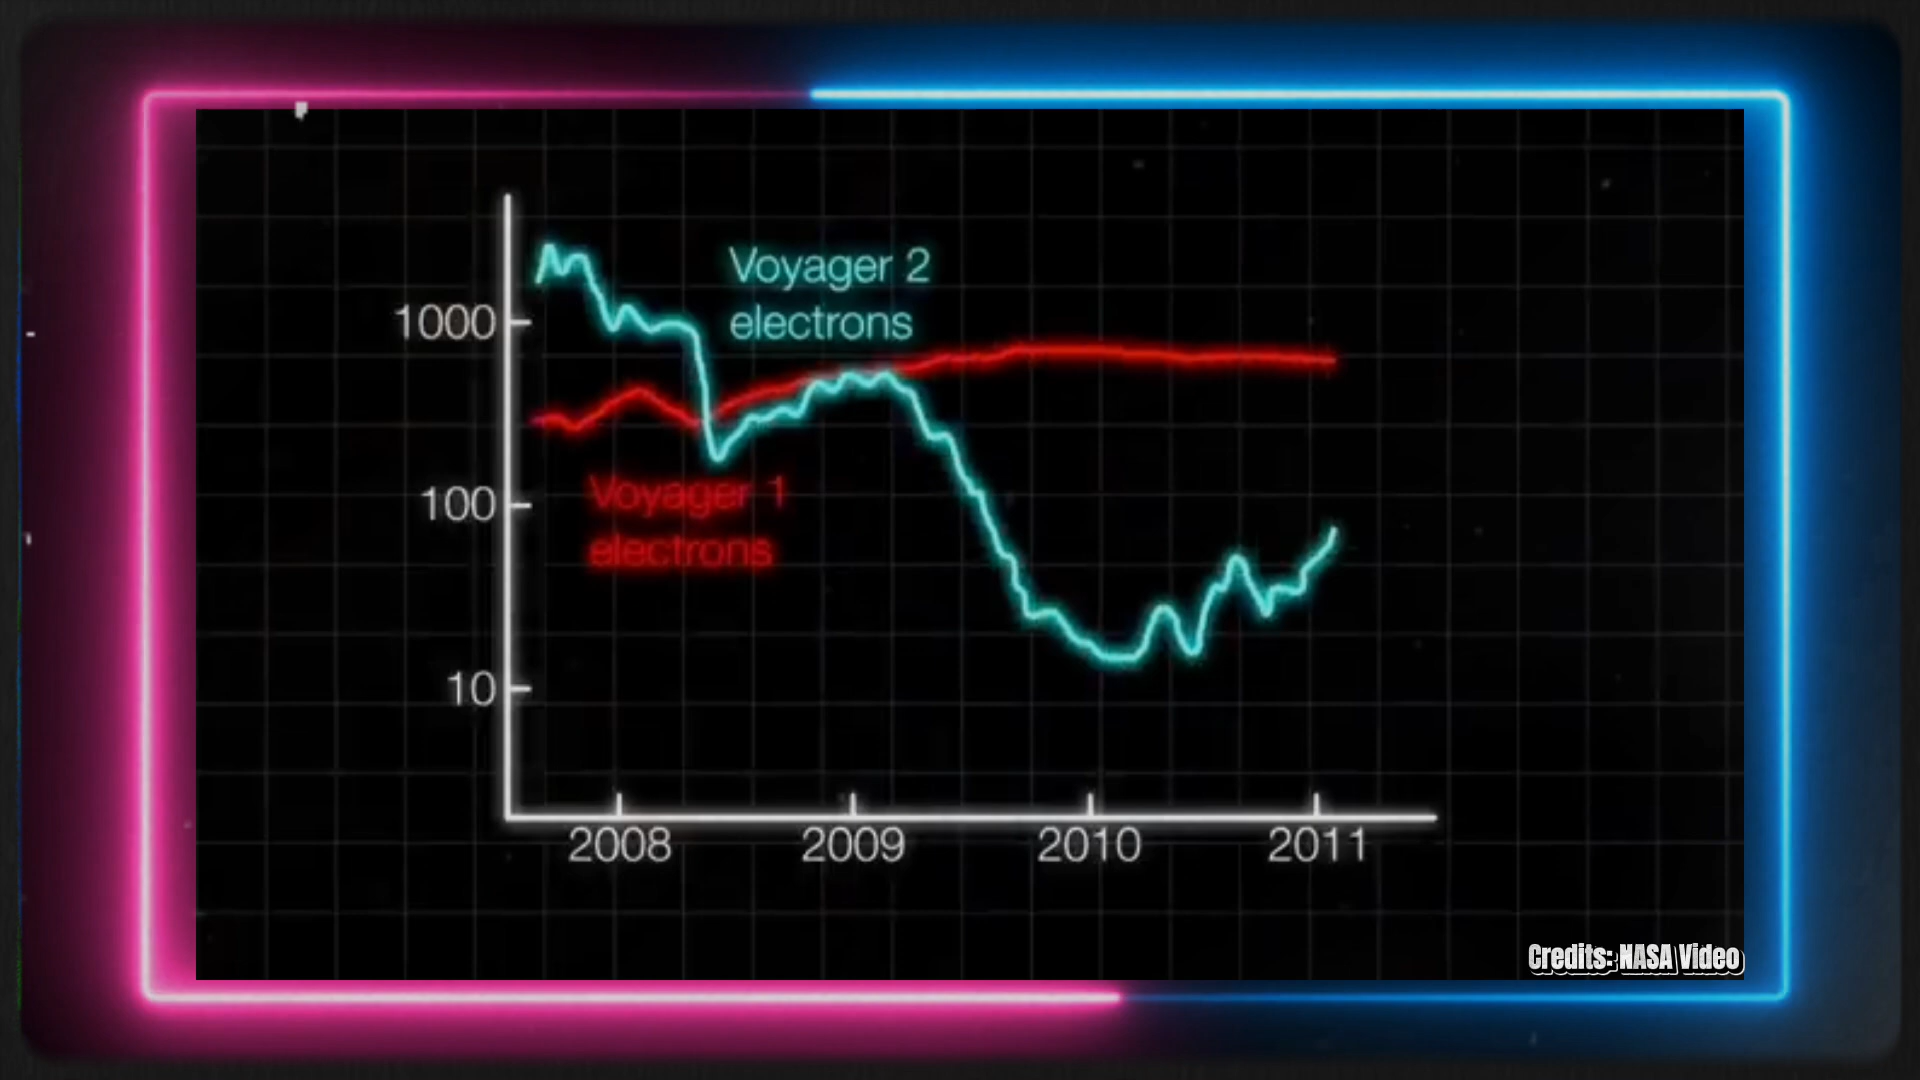 Voyager 2
electrons
1000
Voyager 1
electrons
100
10
2008 2009 2010 2011
Credits: NASA Video